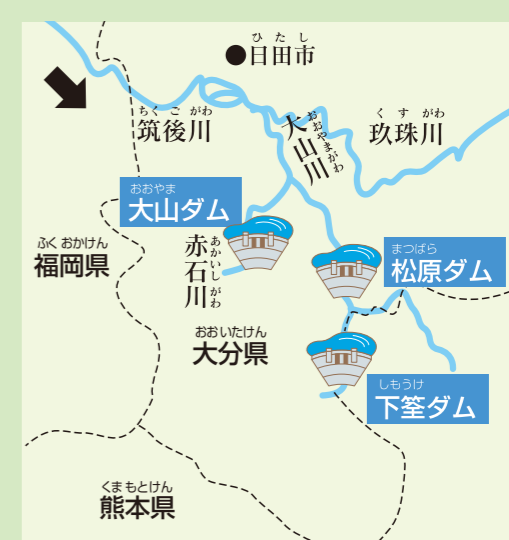 ひたし
●日田市
ちくごがわ
筑後川
おおやまがわ
大山川
くすがわ
玖珠川
おおやま
大山ダム
あかいしがわ
赤石川
ふくおかけん
福岡県
まつばら
松原ダム
おおいたけん
大分県
しもうけ
下筌ダム
くまもとけん
熊本県